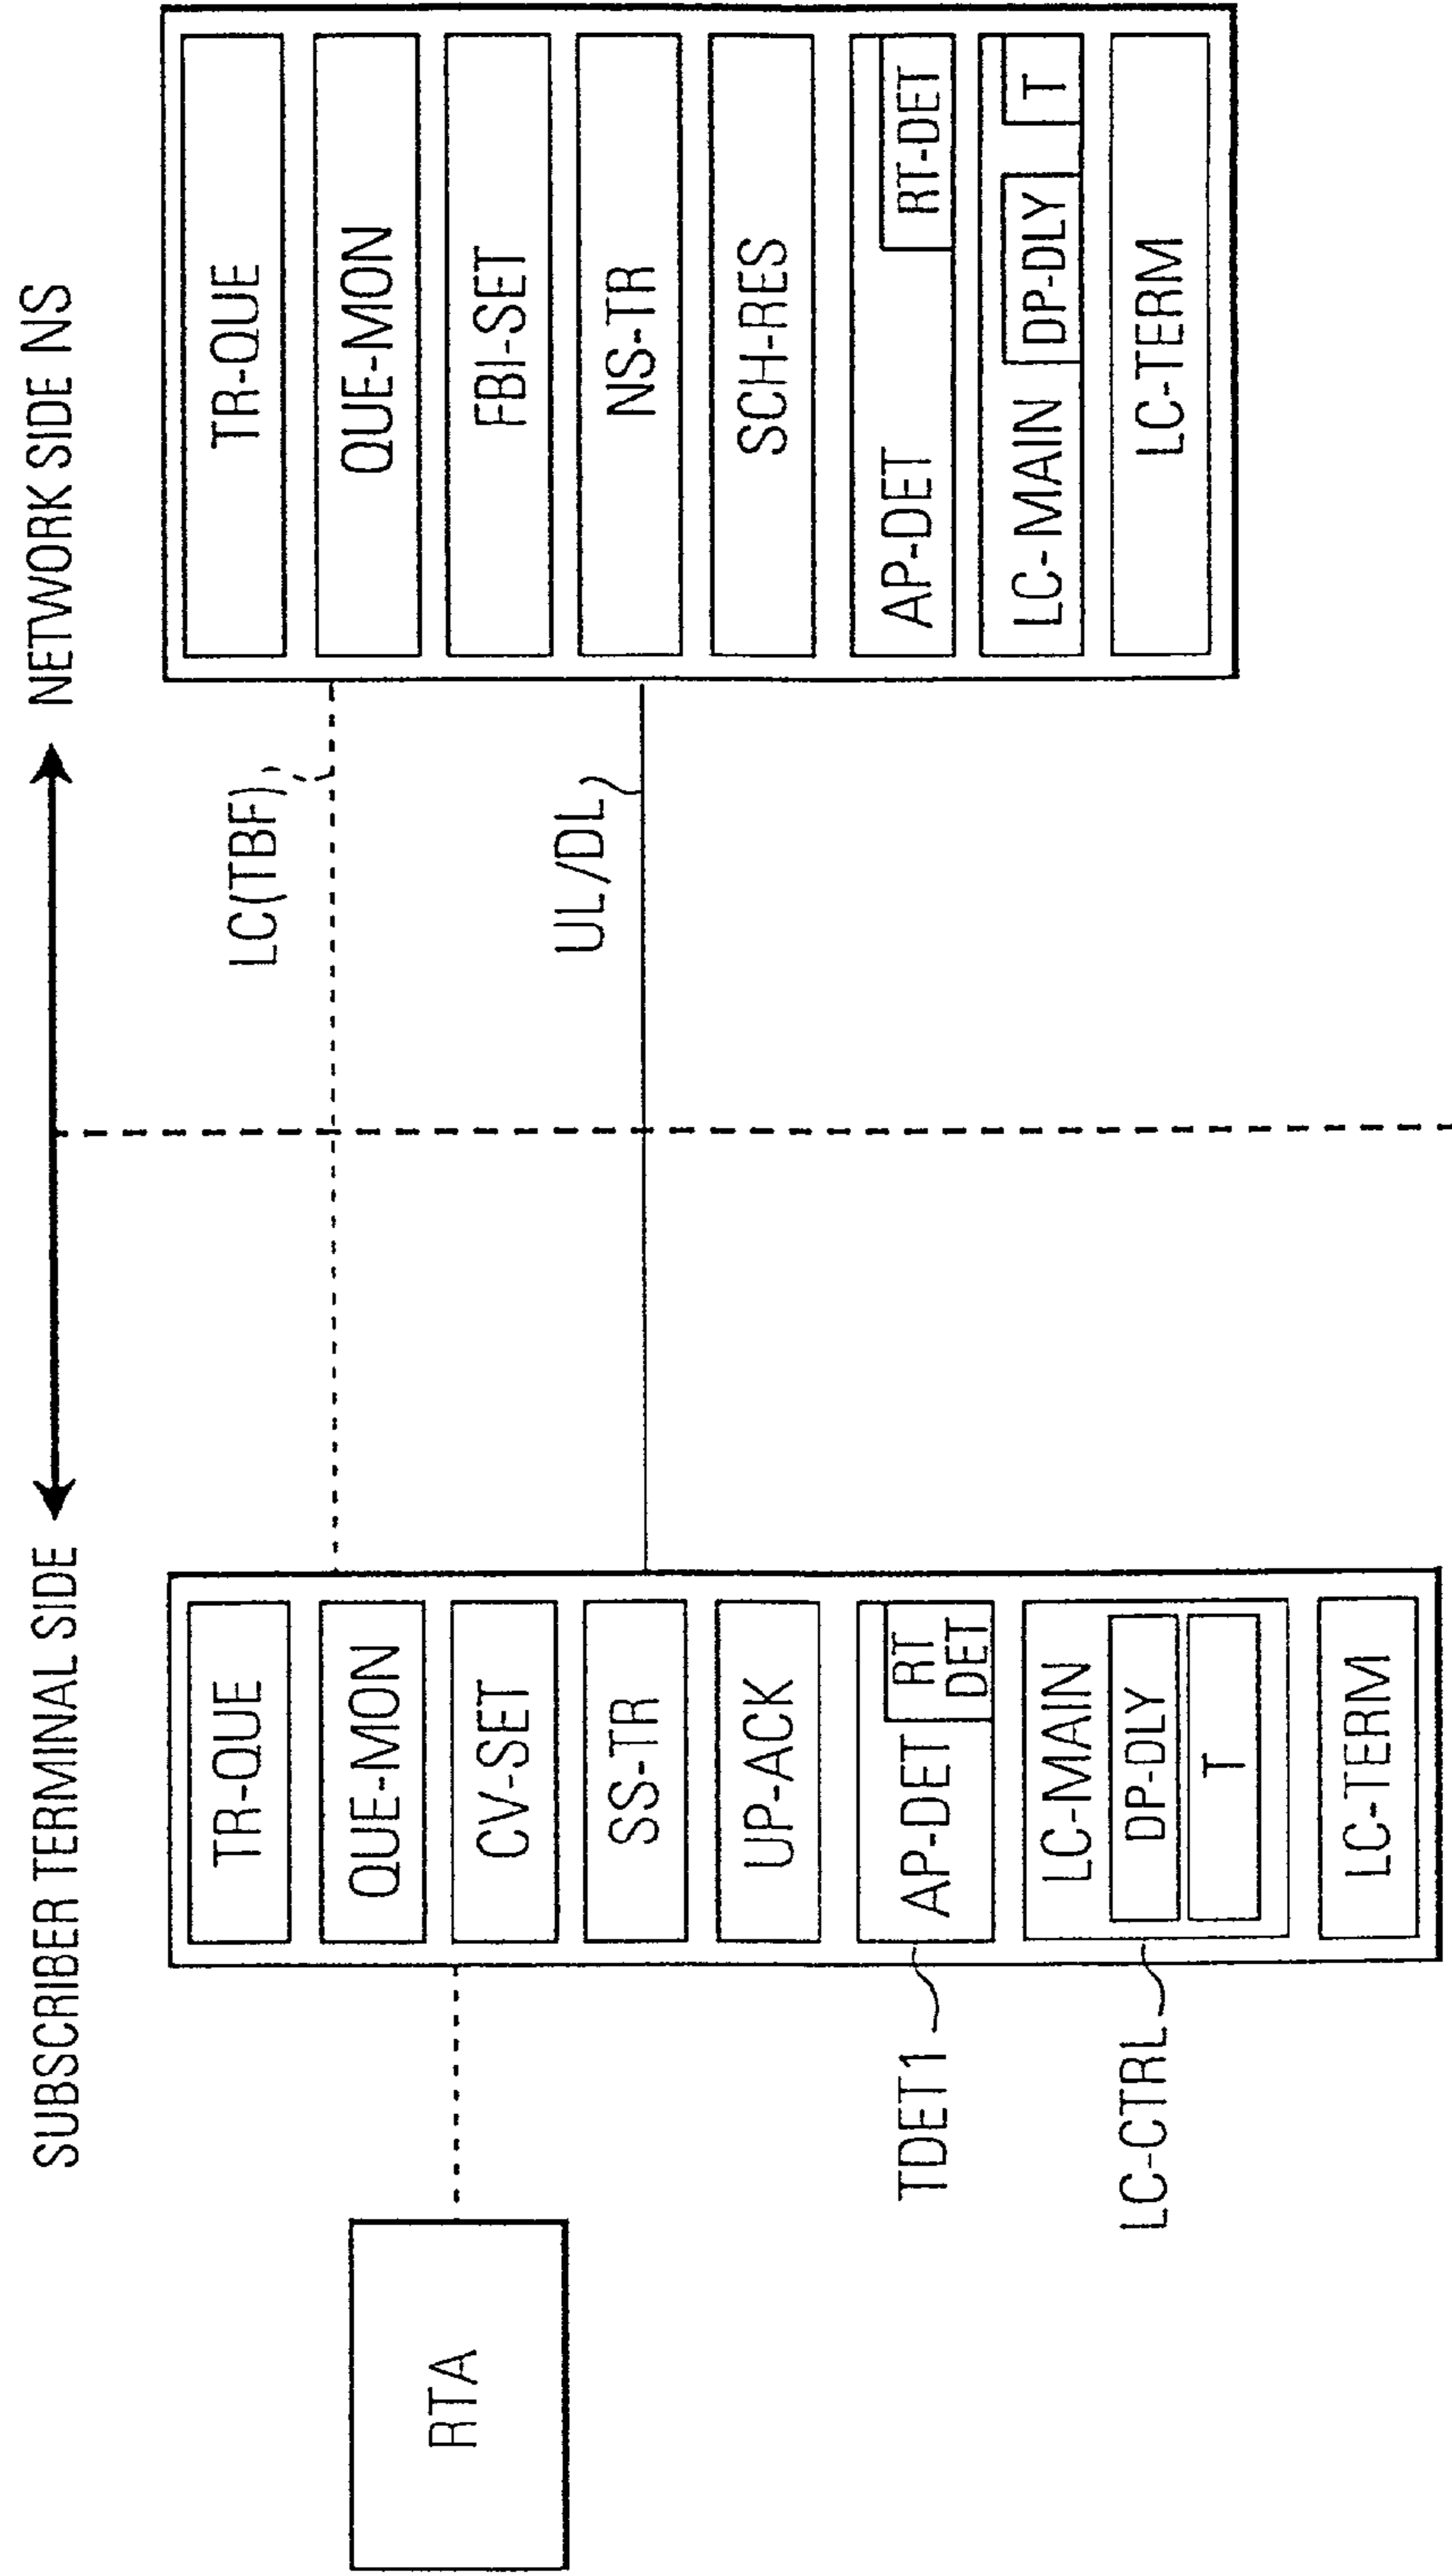 SUBSCRIBER TERMINAL SIDE
NETWORK SIDE NS
RTA
TR-QUE
QUE-MON
CV-SET
SS-TR
UP-ACK
AP-DET
RT
DET
LC-MAIN
DP-DLY
T
LC-TERM
TDET1
LC-CTRL
LC(TBF)
UL/DL
TR-QUE
QUE-MON
FBI-SET
NS-TR
SCH-RES
AP-DET
RT-DET
LC-MAIN
DP-DLY
T
LC-TERM